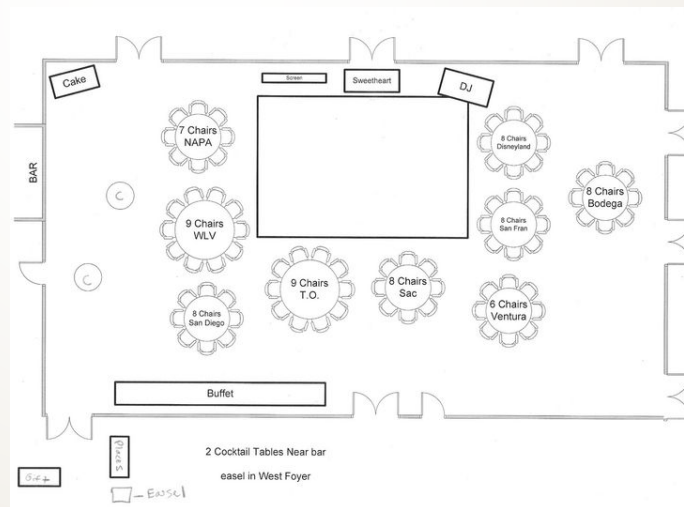 Cake
Screen
Sweetheart
DJ
7 Chairs
NAPA
8 Chairs
Disneyland
BAR
C
8 Chairs
Bodega
9 Chairs
WLV
8 Chairs
San Fran
C
9 Chairs
T.O.
8 Chairs
Sac
8 Chairs
San Diego
6 Chairs
Ventura
Buffet
Places
2 Cocktail Tables Near bar
easel in West Foyer
Gift
- Easel